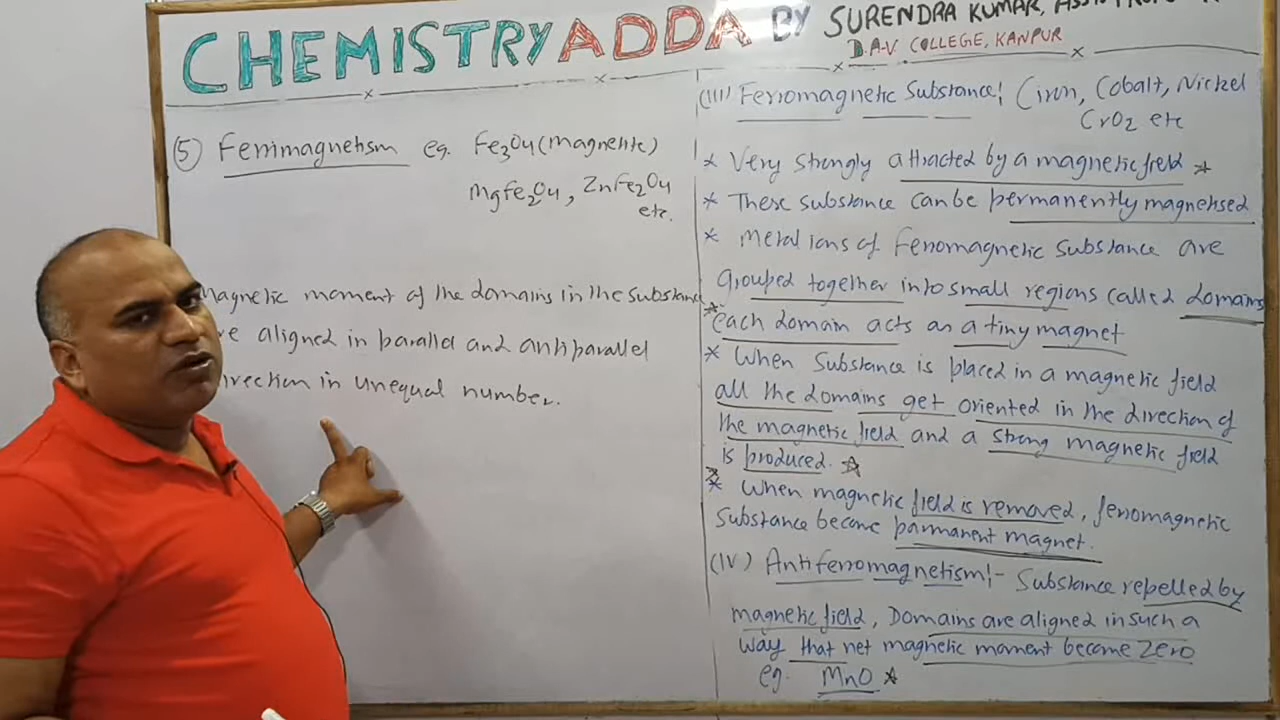 CHEMISTRY ADDA BY SURENDRA KUMAR,
D.A-V COLLEGE, KANPUR
(5) Ferrimagnetism eg. Fe3O4 (magnetite)
MgFe2O4, ZnFe2O4
etc.
Magnetic moment of the domains in the substance
aligned in parallel and antiparallel
direction in unequal number.
(III) Ferromagnetic Substance! (iron, Cobalt, Nickel
CrO2 etc
* Very strongly attracted by a magnetic field *
* These substance can be permanently magnetised
* Metal ions of Ferromagnetic substance are
grouped together into small regions called domains
* each domain acts as a tiny magnet
* When Substance is placed in a magnetic field
all the domains get oriented in the direction of
the magnetic field and a strong magnetic field
is produced. ☆
* When magnetic field is removed, ferromagnetic
substance become parmanent magnet.
(IV) Antiferromagnetism!- Substance repelled by
magnetic field, Domains are aligned in such a
way that net magnetic moment become zero
eg. MnO ☆